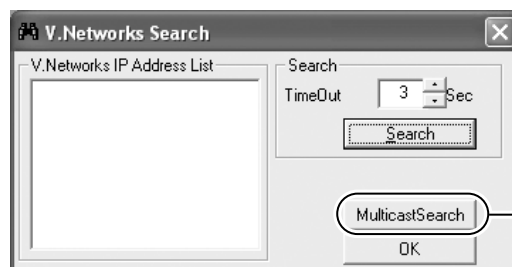 V.Networks Search
V.Networks IP Address List
Search
TimeOut 3 Sec
Search
MulticastSearch
OK